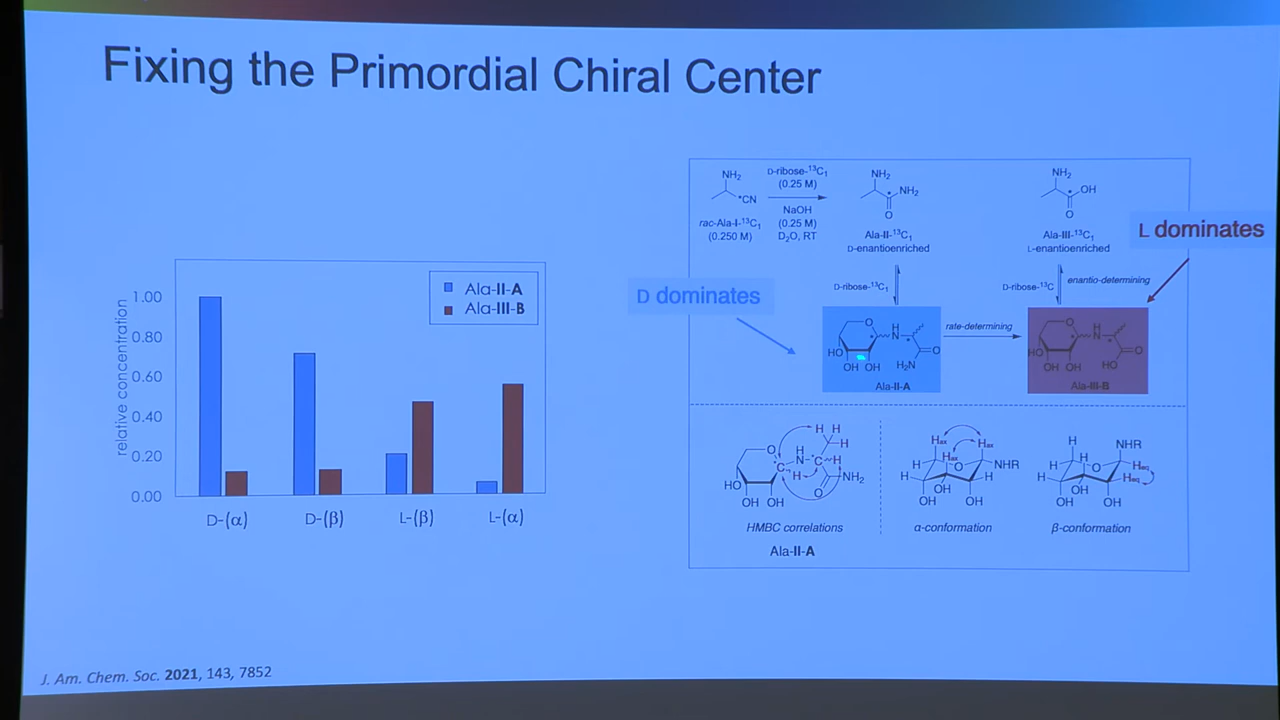 Fixing the Primordial Chiral Center
relative concentration
1.00
0.80
0.60
0.40
0.20
0.00
Ala-II-A
Ala-III-B
D-(α)
D-(β)
L-(β)
L-(α)
NH₂
•CN
rac-Ala-I-¹³C₁
(0.250 M)
D-ribose-¹³C₁
(0.25 M)
NaOH
(0.25 M)
D₂O, RT
NH₂
NH₂
O
Ala-II-¹³C₁
D-enantioenriched
NH₂
OH
O
Ala-III-¹³C₁
L-enantioenriched
L dominates
D dominates
D-ribose-¹³C₁
D-ribose-¹³C
enantio-determining
O
H
N
HO
OH OH
H₂N
O
Ala-II-A
rate-determining
O
H
N
HO
OH OH
HO
O
Ala-III-B
H H
H
O
H
N
C
C
H
H
HO
OH OH
O
NH₂
HMBC correlations
Ala-II-A
Hax
Hax
Hax
H
H
O
NHR
H
H
OH
OH
OH
α-conformation
H
NHR
H
H
O
Heq
H
Heq
OH
OH
OH
β-conformation
J. Am. Chem. Soc. 2021, 143, 7852